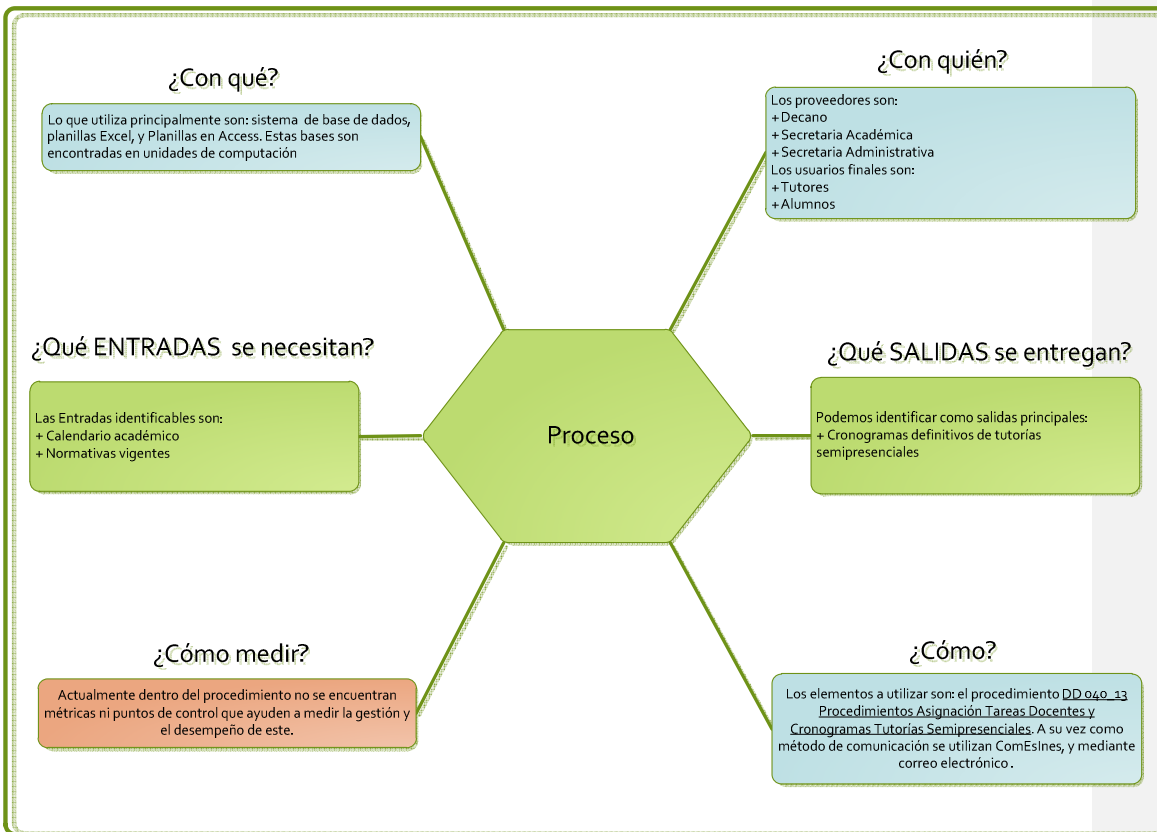 ¿Con qué?
Lo que utiliza principalmente son: sistema de base de dados,
planillas Excel, y Planillas en Access. Estas bases son
encontradas en unidades de computación
¿Con quién?
Los proveedores son:
+Decano
+Secretaria Académica
+Secretaria Administrativa
Los usuarios finales son:
+Tutores
+Alumnos
¿Qué ENTRADAS se necesitan?
Las Entradas identificables son:
+ Calendario académico
+ Normativas vigentes
Proceso
¿Qué SALIDAS se entregan?
Podemos identificar como salidas principales:
+ Cronogramas definitivos de tutorías
semipresenciales
¿Cómo medir?
Actualmente dentro del procedimiento no se encuentran
métricas ni puntos de control que ayuden a medir la gestión y
el desempeño de este.
¿Cómo?
Los elementos a utilizar son: el procedimiento DD 040_13
Procedimientos Asignación Tareas Docentes y
Cronogramas Tutorías Semipresenciales. A su vez como
método de comunicación se utilizan ComEsInes, y mediante
correo electrónico.